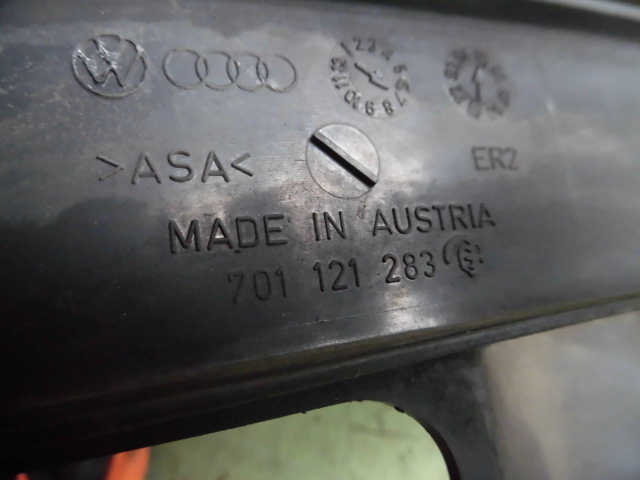 >ASA<
ER2
MADE IN AUSTRIA
701 121 283